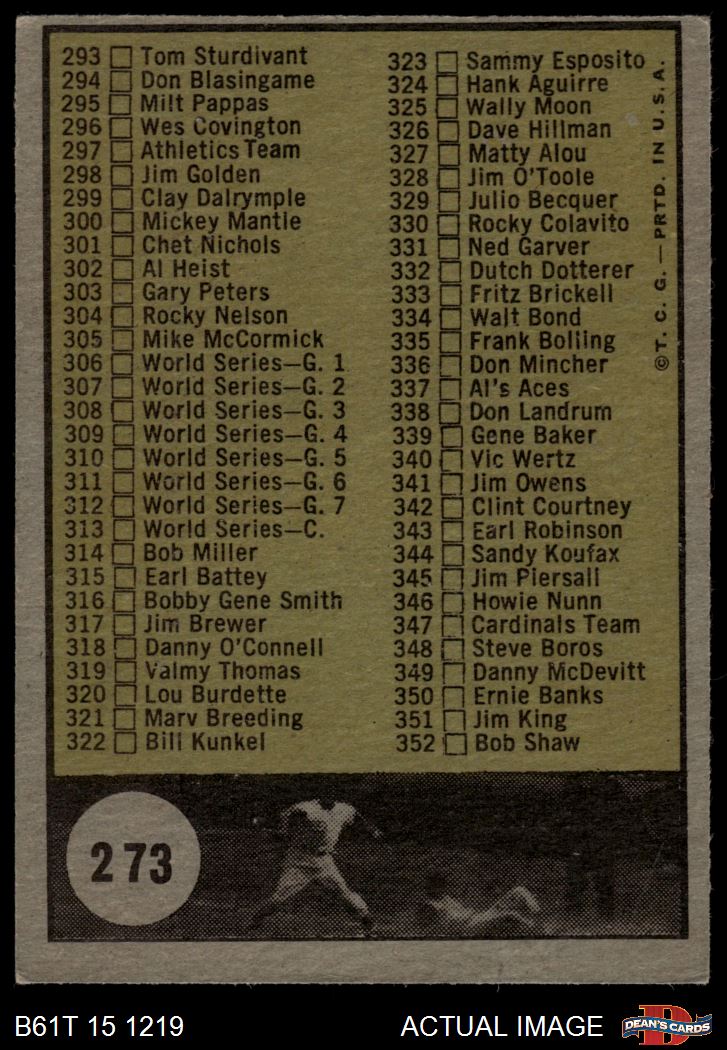 293 Tom Sturdivant
294 Don Blasingame
295 Milt Pappas
296 Wes Covington
297 Athletics Team
298 Jim Golden
299 Clay Dalrymple
300 Mickey Mantle
301 Chet Nichols
302 Al Heist
303 Gary Peters
304 Rocky Nelson
305 Mike McCormick
306 World Series—G. 1
307 World Series—G. 2
308 World Series—G. 3
309 World Series—G. 4
310 World Series—G. 5
311 World Series—G. 6
312 World Series—G. 7
313 World Series—C.
314 Bob Miller
315 Earl Battey
316 Bobby Gene Smith
317 Jim Brewer
318 Danny O'Connell
319 Valmy Thomas
320 Lou Burdette
321 Marv Breeding
322 Bill Kunkel
323 Sammy Esposito
324 Hank Aguirre
325 Wally Moon
326 Dave Hillman
327 Matty Alou
328 Jim O'Toole
329 Julio Becquer
330 Rocky Colavito
331 Ned Garver
332 Dutch Dotterer
333 Fritz Brickell
334 Walt Bond
335 Frank Bolling
336 Don Mincher
337 Al's Aces
338 Don Landrum
339 Gene Baker
340 Vic Wertz
341 Jim Owens
342 Clint Courtney
343 Earl Robinson
344 Sandy Koufax
345 Jim Piersall
346 Howie Nunn
347 Cardinals Team
348 Steve Boros
349 Danny McDevitt
350 Ernie Banks
351 Jim King
352 Bob Shaw
© T. C. G. — PRTD. IN U.S.A.
273
B61T 15 1219
ACTUAL IMAGE
D
DEAN'S CARDS